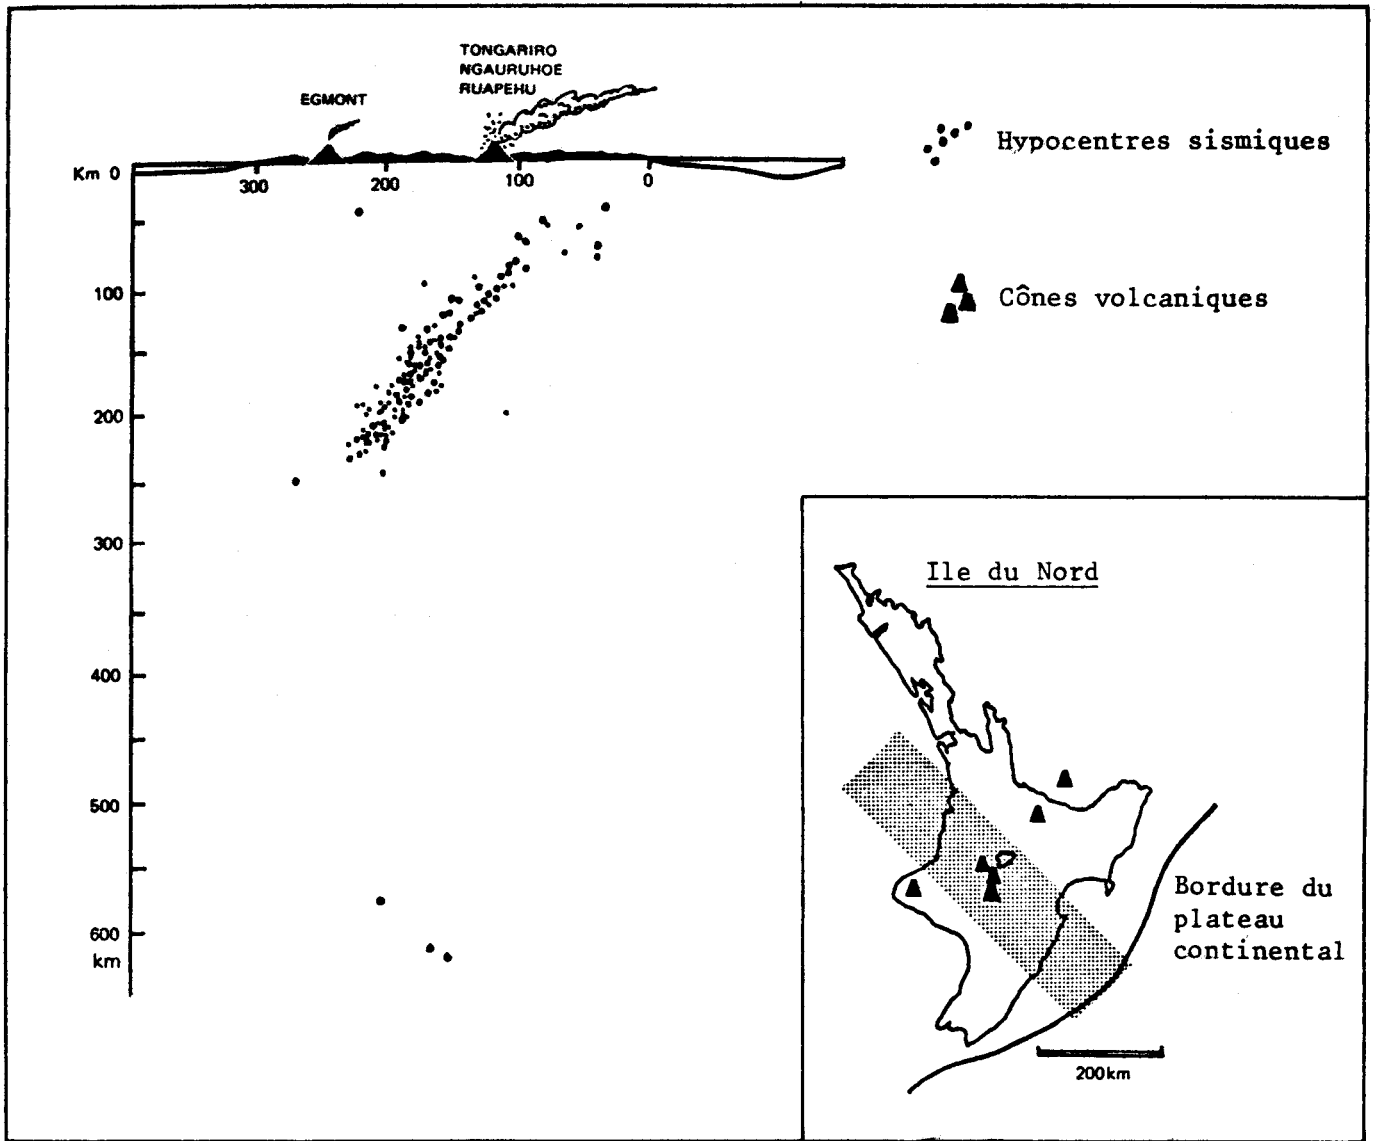 TONGARIRO
NGAURUHOE
RUAPEHU
EGMONT
Km 0
300
200
100
0
100
200
300
400
500
600
km
Hypocentres sismiques
Cônes volcaniques
Ile du Nord
Bordure du
plateau
continental
200km